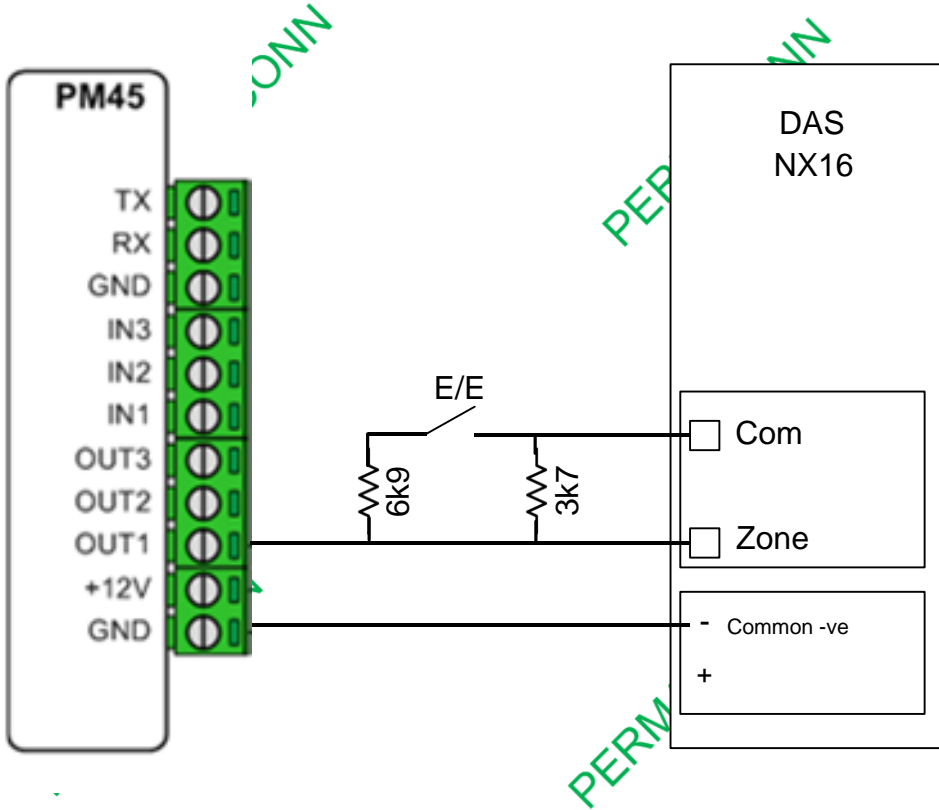 PM45
TX
RX
GND
IN3
IN2
IN1
OUT3
OUT2
OUT1
+12V
GND
E/E
6k9
3k7
DAS
NX16
Com
Zone
- Common -ve
+